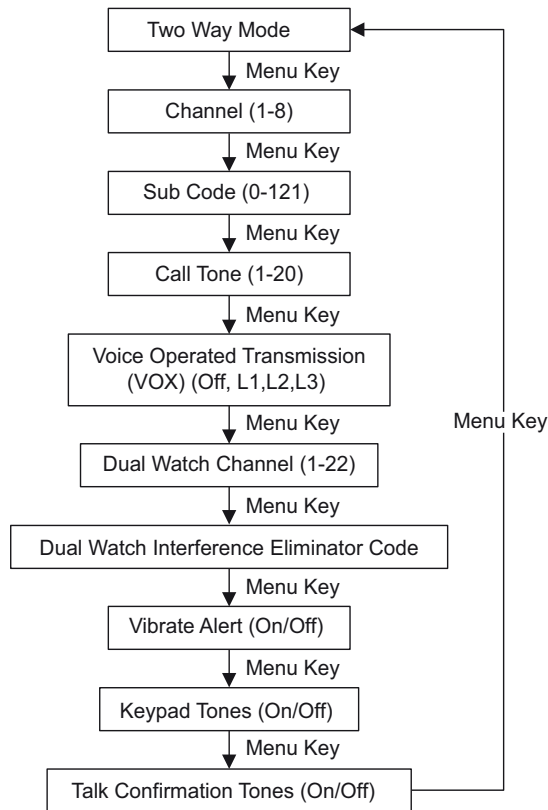 Two Way Mode
Menu Key
Channel (1-8)
Menu Key
Sub Code (0-121)
Menu Key
Call Tone (1-20)
Menu Key
Voice Operated Transmission
(VOX) (Off, L1,L2,L3)
Menu Key
Menu Key
Dual Watch Channel (1-22)
Menu Key
Dual Watch Interference Eliminator Code
Menu Key
Vibrate Alert (On/Off)
Menu Key
Keypad Tones (On/Off)
Menu Key
Talk Confirmation Tones (On/Off)